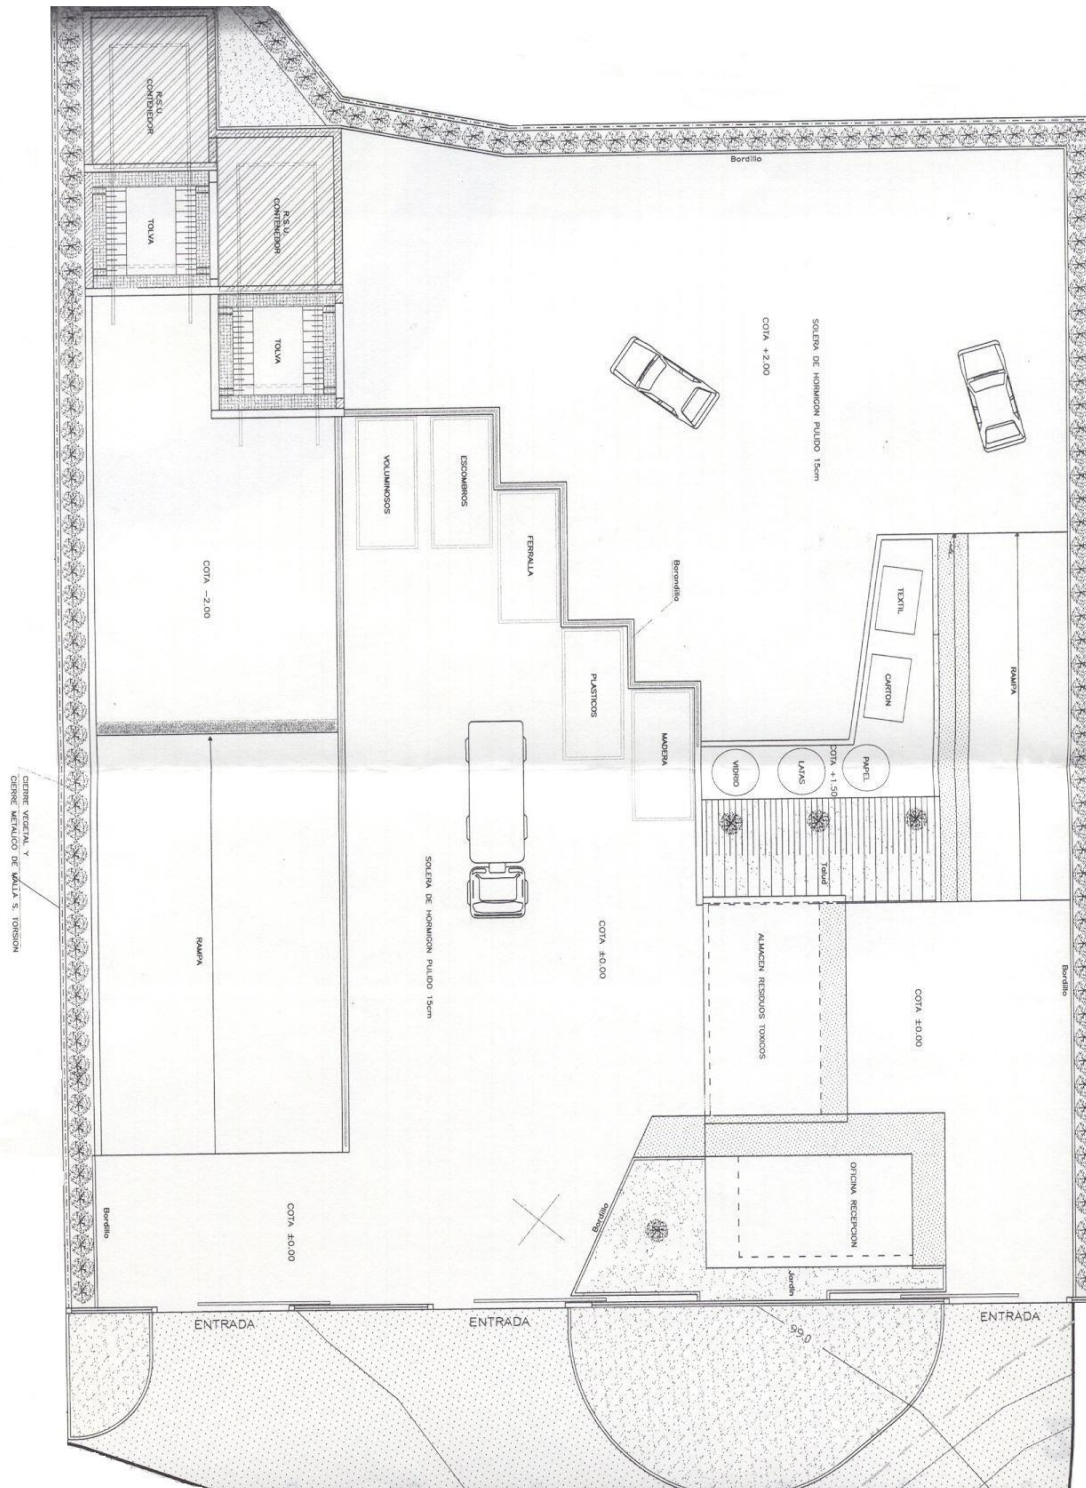 R.S.U.
CONTENEDOR
TOLVA
R.S.U.
CONTENEDOR
TOLVA
Bordillo
SOLERA DE HORMIGON PULIDO 15cm
COTA +2.00
VOLUMINOSOS
ESCOMBROS
FERRALLA
PLASTICOS
MADERA
Barandilla
TEXTIL
CARTON
RAMPA
COTA -2.00
VIDRIO
LATAS
PAPEL
COTA +1.50
Talud
CIERRE VEGETAL Y
CIERRE METALICO DE MALLA S. TORSION
RAMPA
SOLERA DE HORMIGON PULIDO 15cm
COTA ±0.00
ALMACEN RESIDUOS TOXICOS
COTA ±0.00
Bordillo
OFICINA RECEPCION
Bordillo
Jardin
Bordillo
COTA ±0.00
ENTRADA
ENTRADA
ENTRADA